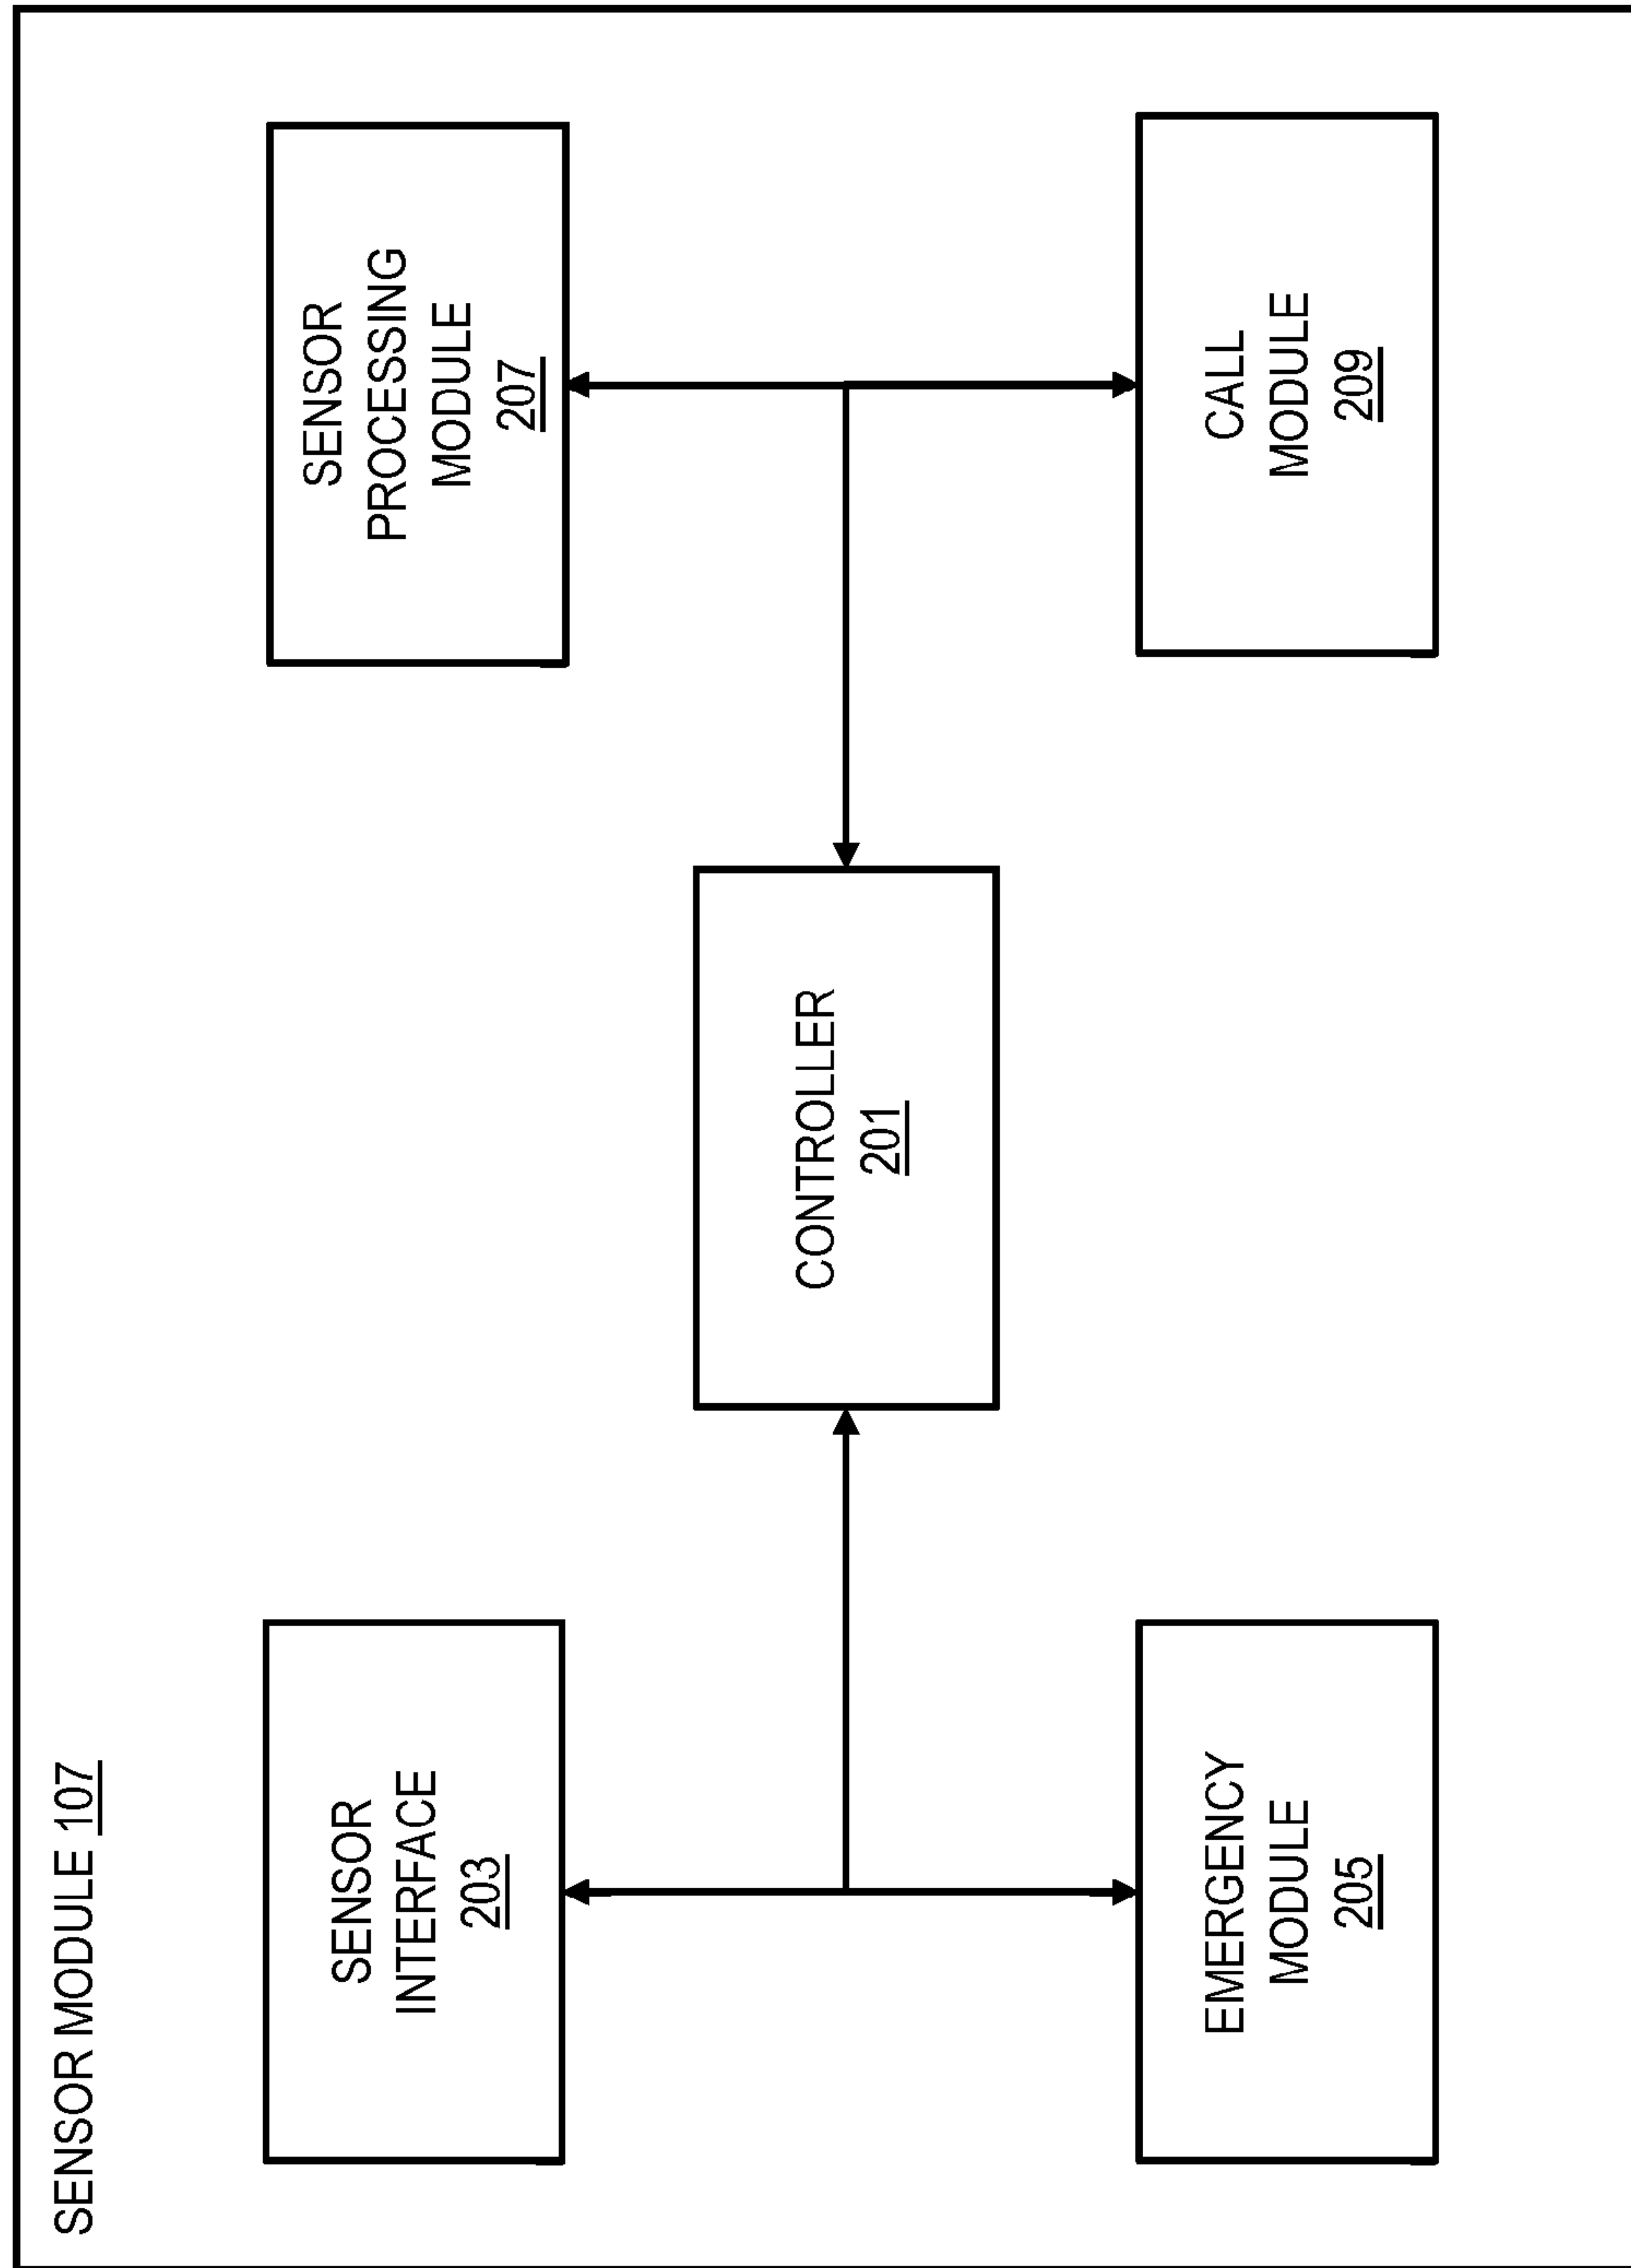 SENSOR MODULE 107
SENSOR
INTERFACE
203
SENSOR
PROCESSING
MODULE
207
CONTROLLER
201
EMERGENCY
MODULE
205
CALL
MODULE
209